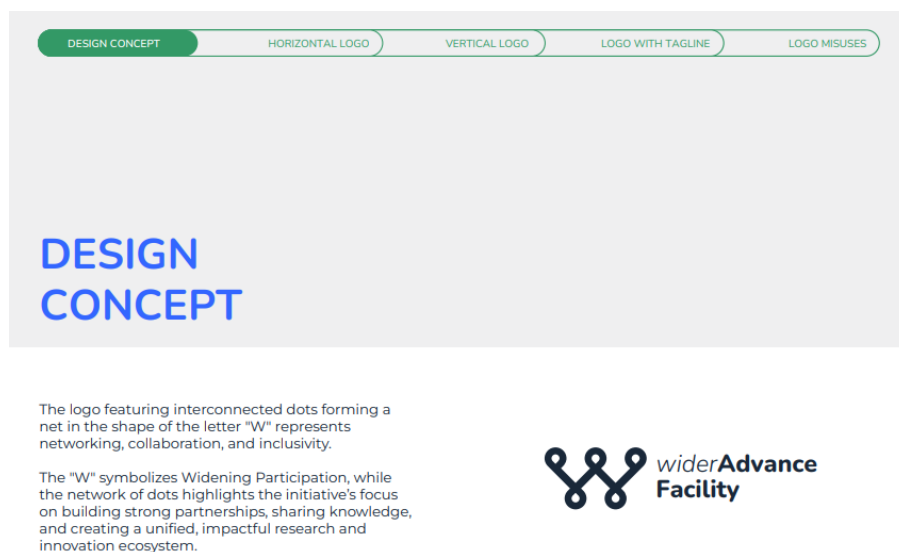 DESIGN CONCEPT
HORIZONTAL LOGO
VERTICAL LOGO
LOGO WITH TAGLINE
LOGO MISUSES
DESIGN
CONCEPT
The logo featuring interconnected dots forming a
net in the shape of the letter "W" represents
networking, collaboration, and inclusivity.
The "W" symbolizes Widening Participation, while
the network of dots highlights the initiative's focus
on building strong partnerships, sharing knowledge,
and creating a unified, impactful research and
innovation ecosystem.
widerAdvance
Facility